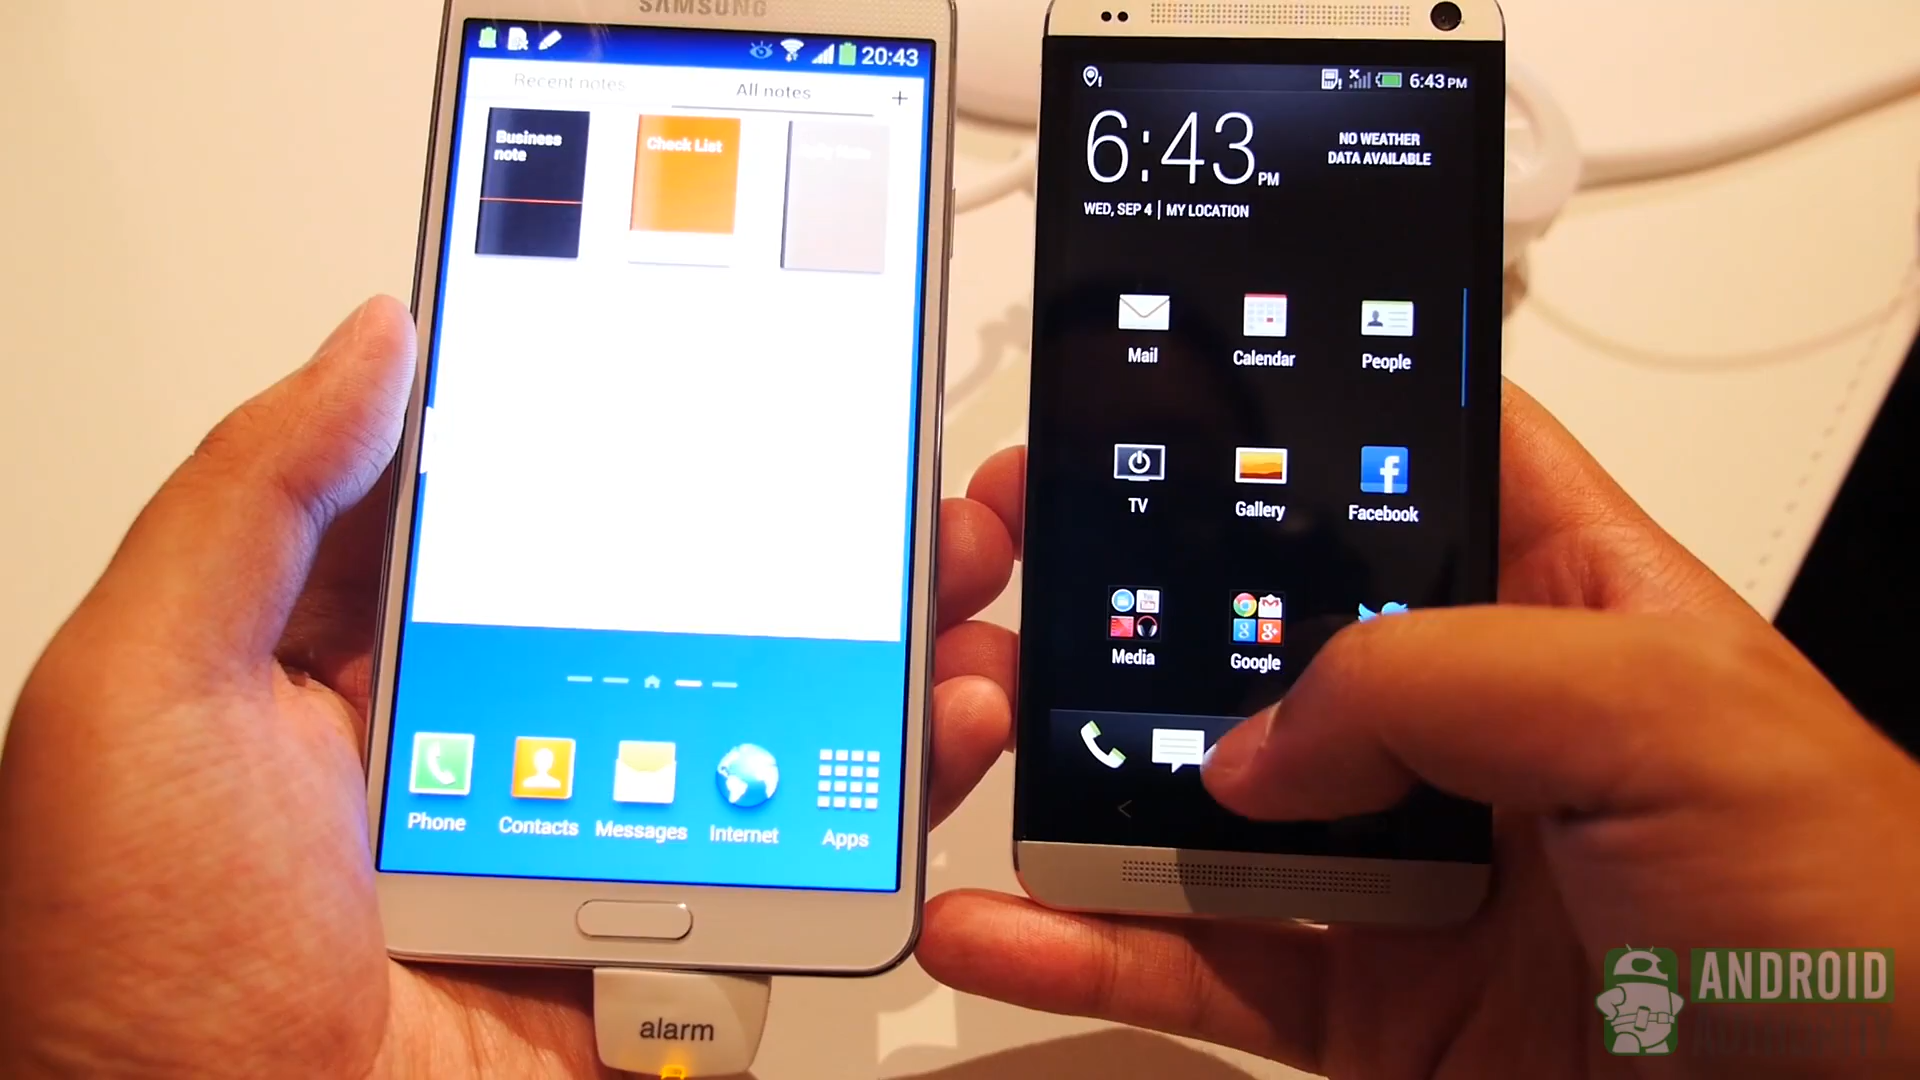 SAMSUNG
20:43
Recent notes
All notes
+
Business
note
Check List
Phone
Contacts
Messages
Internet
Apps
alarm
6:43 PM
6:43 PM
NO WEATHER
DATA AVAILABLE
WED, SEP 4 | MY LOCATION
Mail
Calendar
People
TV
Gallery
Facebook
Media
Google
ANDROID
AUTHORITY